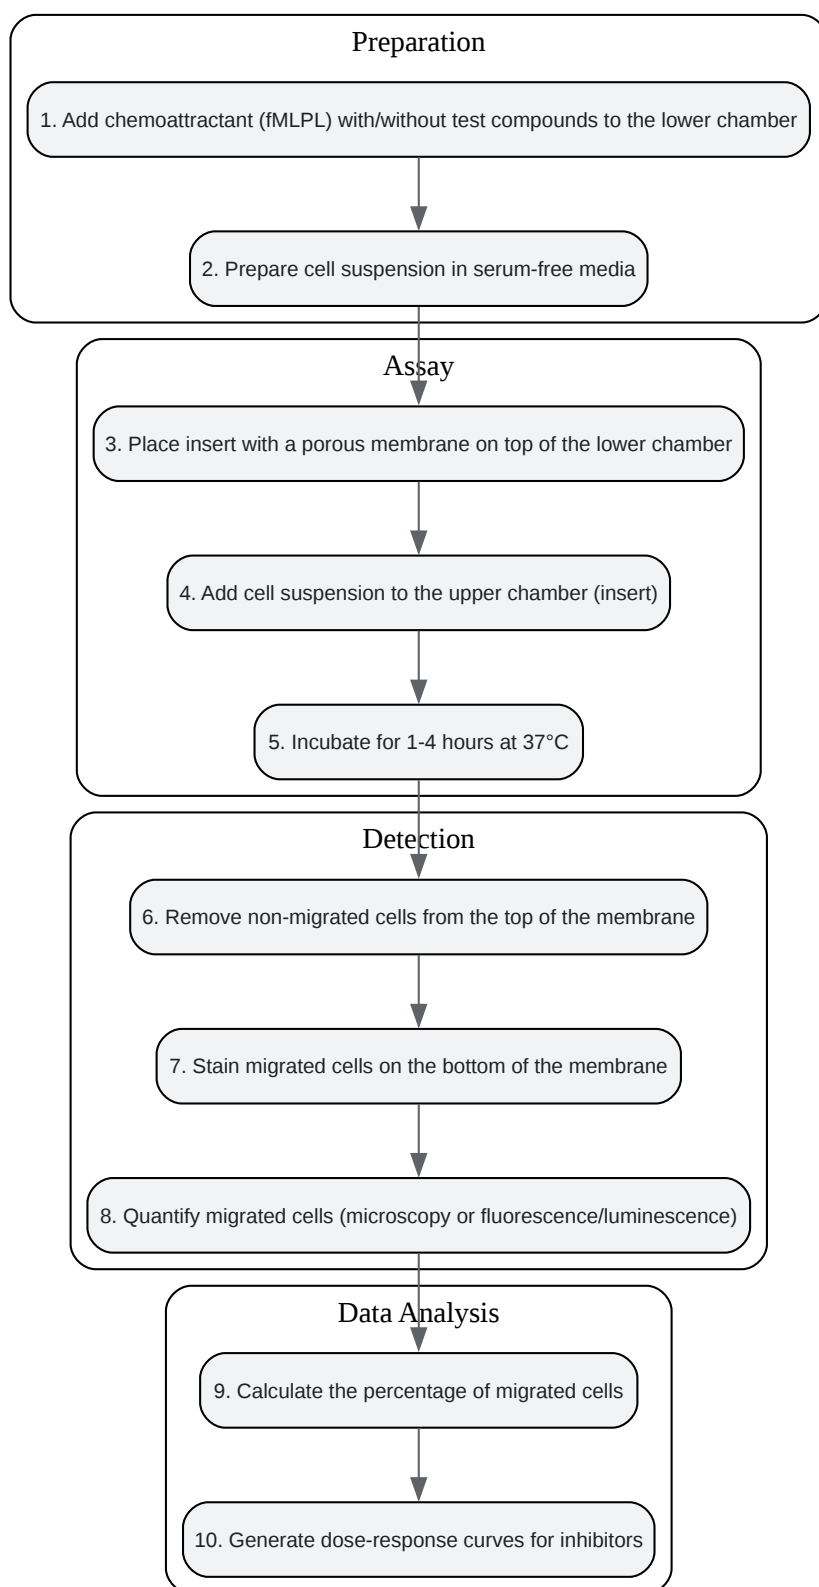 Preparation
1. Add chemoattractant (fMLPL) with/without test compounds to the lower chamber
2. Prepare cell suspension in serum-free media
Assay
3. Place insert with a porous membrane on top of the lower chamber
4. Add cell suspension to the upper chamber (insert)
5. Incubate for 1-4 hours at 37°C
Detection
6. Remove non-migrated cells from the top of the membrane
7. Stain migrated cells on the bottom of the membrane
8. Quantify migrated cells (microscopy or fluorescence/luminescence)
Data Analysis
9. Calculate the percentage of migrated cells
10. Generate dose-response curves for inhibitors